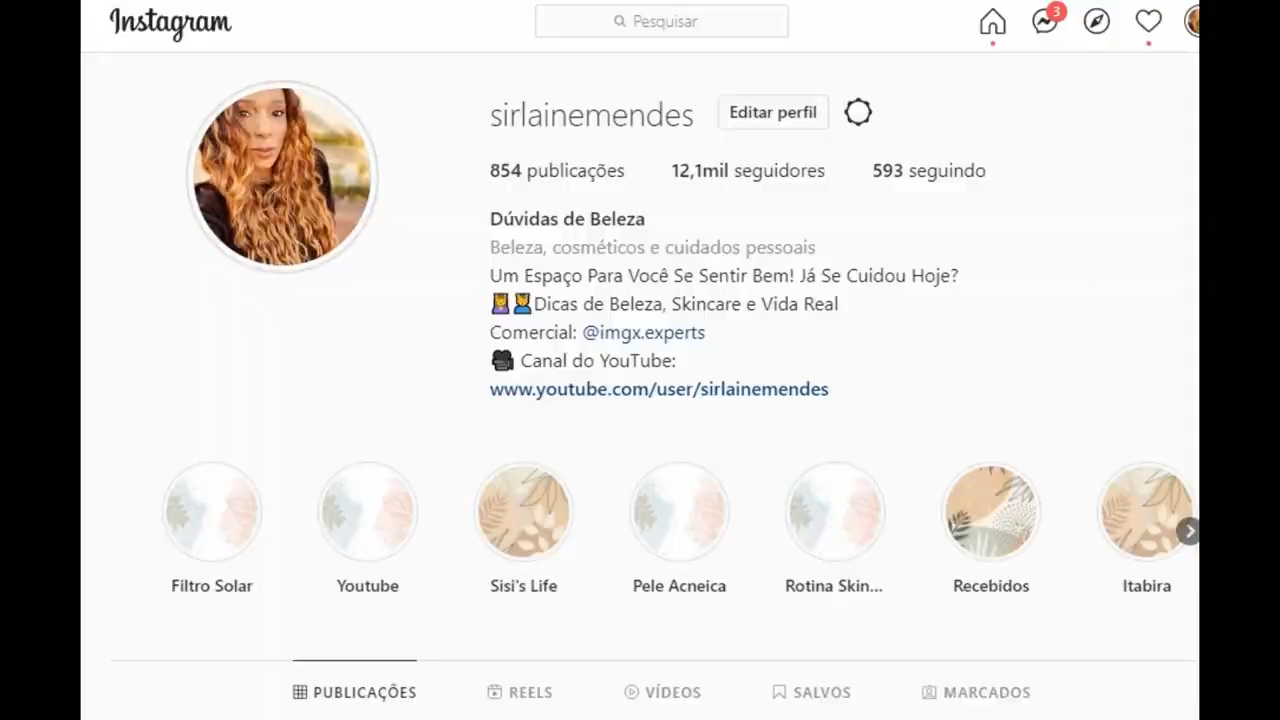 Instagram
Pesquisar
3
sirlainemendes
Editar perfil
854 publicações 12,1mil seguidores 593 seguindo
Dúvidas de Beleza
Beleza, cosméticos e cuidados pessoais
Um Espaço Para Você Se Sentir Bem! Já Se Cuidou Hoje?
💆‍♀️💆‍♂️Dicas de Beleza, Skincare e Vida Real
Comercial: @imgx.experts
🎥 Canal do YouTube:
www.youtube.com/user/sirlainemendes
Filtro Solar Youtube Sisi's Life Pele Acneica Rotina Skin... Recebidos Itabira
PUBLICAÇÕES REELS VÍDEOS SALVOS MARCADOS